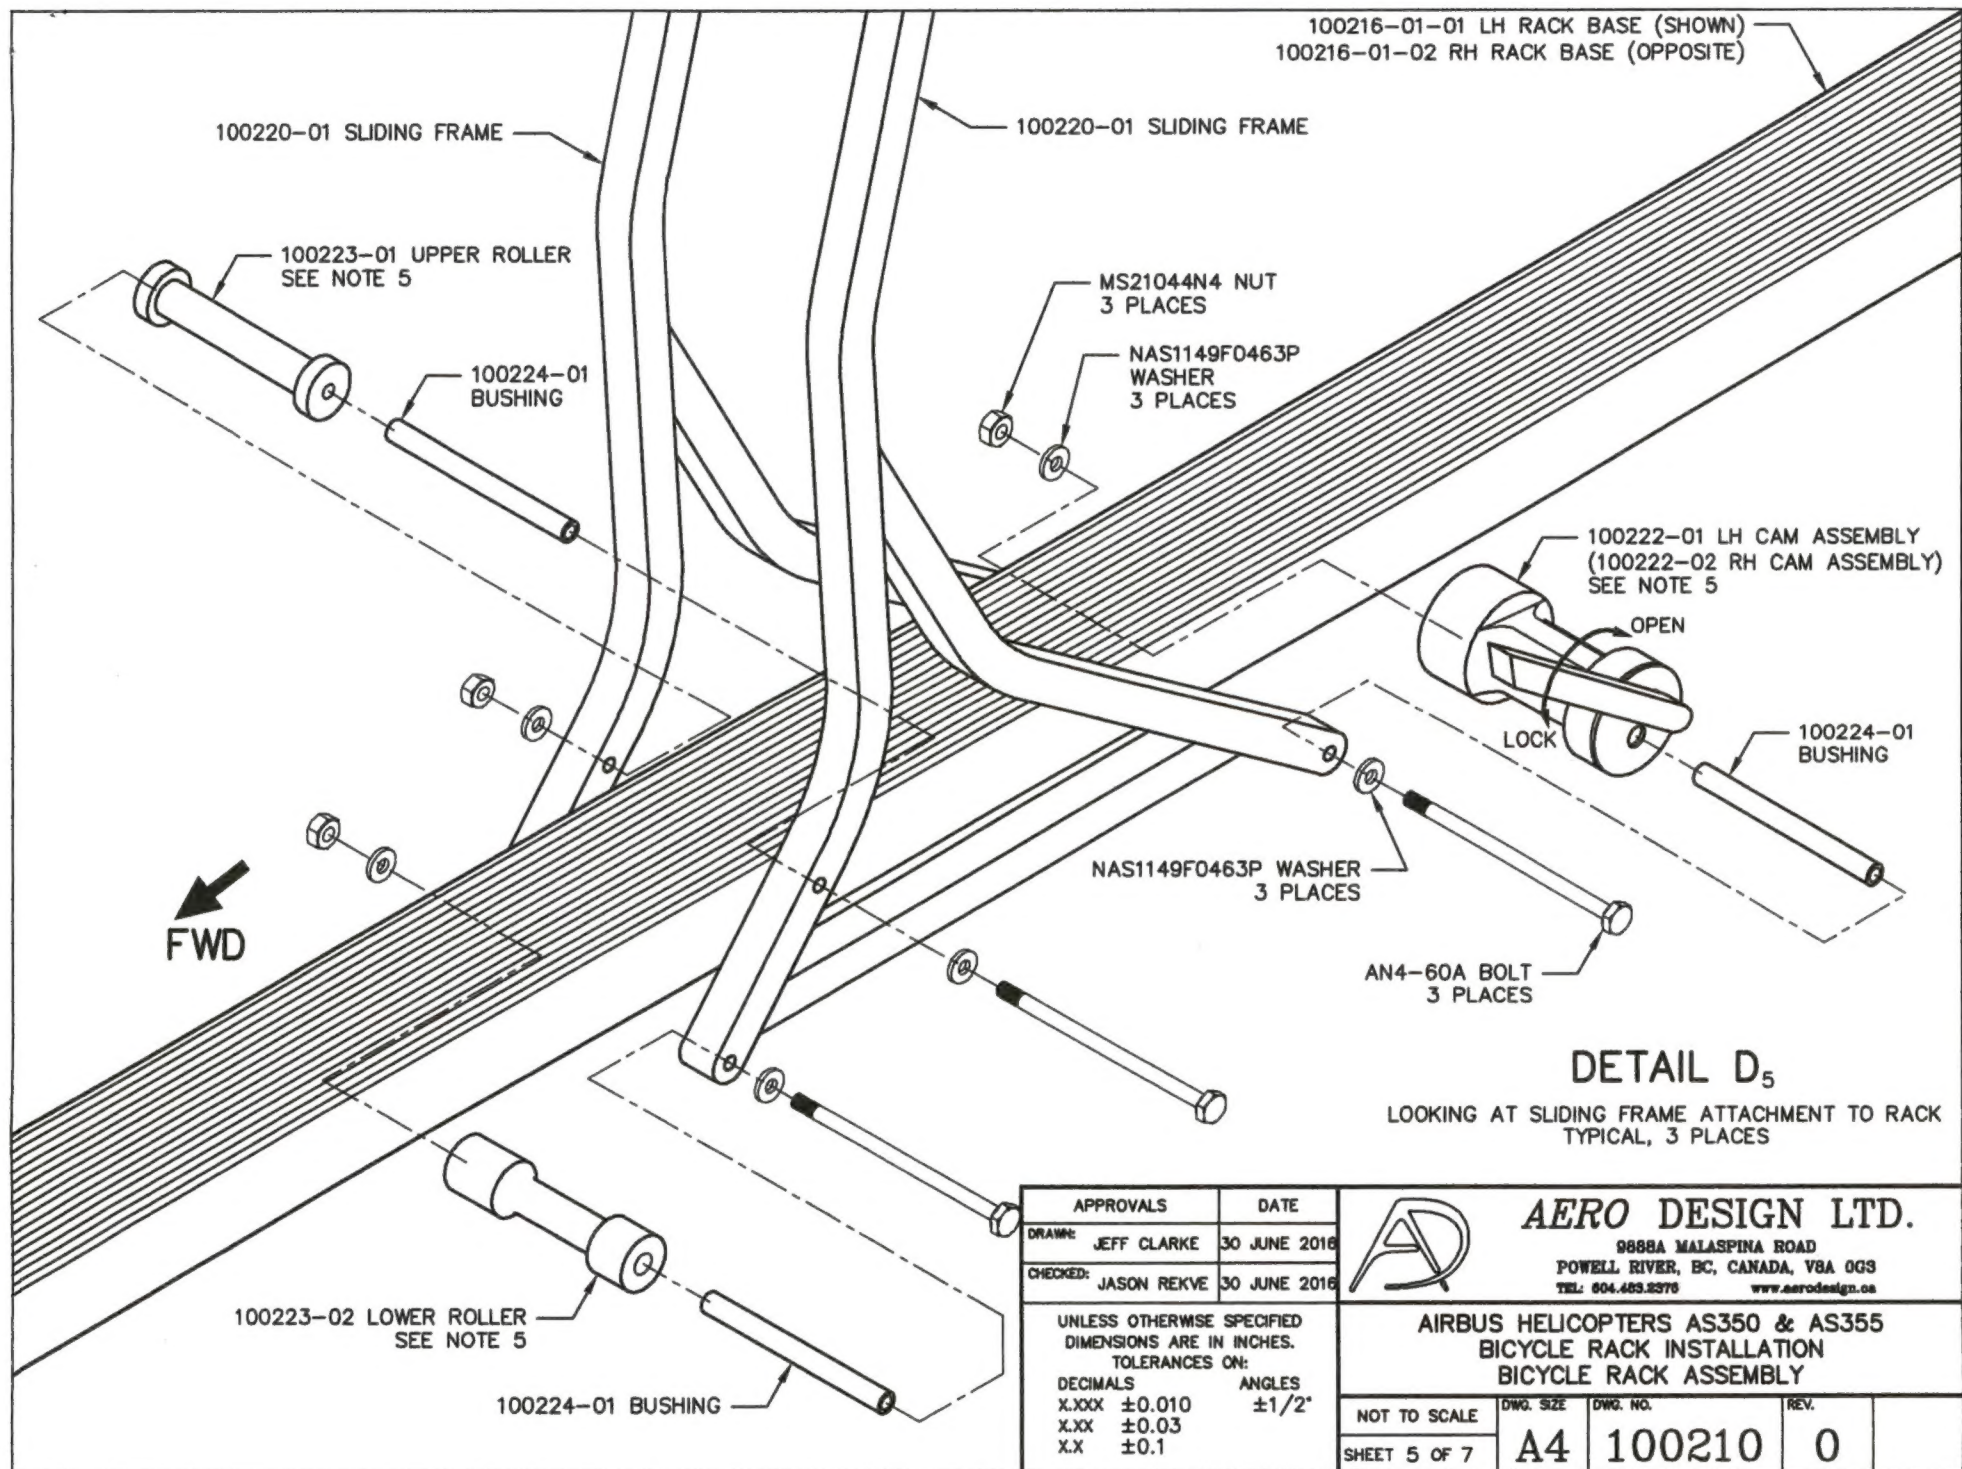 100216-01-01 LH RACK BASE (SHOWN)
100216-01-02 RH RACK BASE (OPPOSITE)
100220-01 SLIDING FRAME
100220-01 SLIDING FRAME
100223-01 UPPER ROLLER
SEE NOTE 5
MS21044N4 NUT
3 PLACES
NAS1149F0463P
WASHER
3 PLACES
100224-01
BUSHING
100222-01 LH CAM ASSEMBLY
(100222-02 RH CAM ASSEMBLY)
SEE NOTE 5
OPEN
LOCK
100224-01
BUSHING
NAS1149F0463P WASHER
3 PLACES
FWD
AN4-60A BOLT
3 PLACES
DETAIL D5
LOOKING AT SLIDING FRAME ATTACHMENT TO RACK
TYPICAL, 3 PLACES
100223-02 LOWER ROLLER
SEE NOTE 5
100224-01 BUSHING
APPROVALS DATE
DRAWN: JEFF CLARKE 30 JUNE 2016
CHECKED: JASON REKVE 30 JUNE 2016
UNLESS OTHERWISE SPECIFIED
DIMENSIONS ARE IN INCHES.
TOLERANCES ON:
DECIMALS ANGLES
X.XXX ±0.010 ±1/2°
X.XX ±0.03
X.X ±0.1
AERO DESIGN LTD.
9888A MALASPINA ROAD
POWELL RIVER, BC, CANADA, V8A 0G3
TEL: 604.483.2376 www.aerodesign.ca
AIRBUS HELICOPTERS AS350 & AS355
BICYCLE RACK INSTALLATION
BICYCLE RACK ASSEMBLY
NOT TO SCALE
SHEET 5 OF 7
DWG. SIZE
A4
DWG. NO.
100210
REV.
0